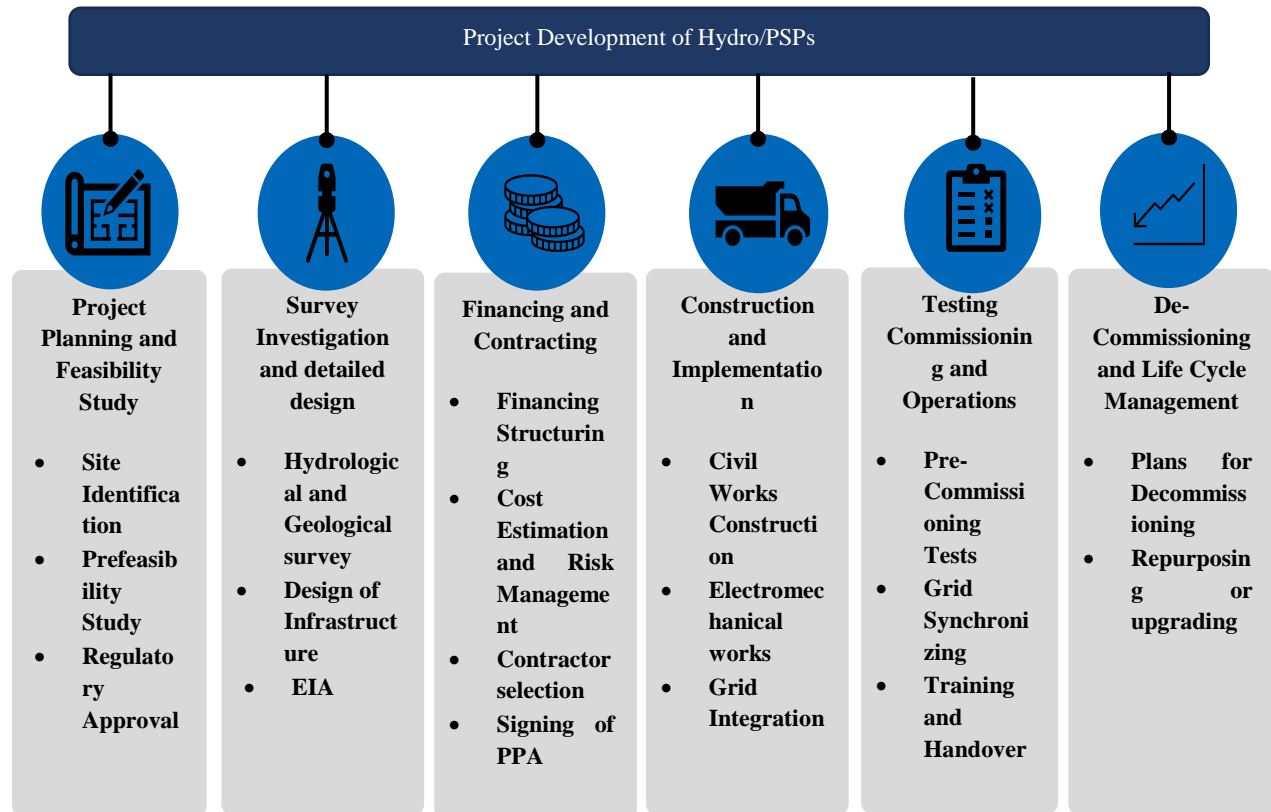 Project Development of Hydro/PSPs
Project
Planning and
Feasibility
Study
• Site
Identifica
tion
• Prefeasib
ility
Study
• Regulato
ry
Approval
Survey
Investigation
and detailed
design
• Hydrologic
al and
Geological
survey
• Design of
Infrastruct
ure
• EIA
Financing and
Contracting
• Financing
Structurin
g
• Cost
Estimation
and Risk
Manageme
nt
• Contractor
selection
• Signing of
PPA
Construction
and
Implementatio
n
• Civil
Works
Constructi
on
• Electromec
hanical
works
• Grid
Integration
Testing
Commissionin
g and
Operations
• Pre-
Commissi
oning
Tests
• Grid
Synchroni
zing
• Training
and
Handover
De-
Commissioning
and Life Cycle
Management
• Plans for
Decommiss
ioning
• Repurposin
g or
upgrading